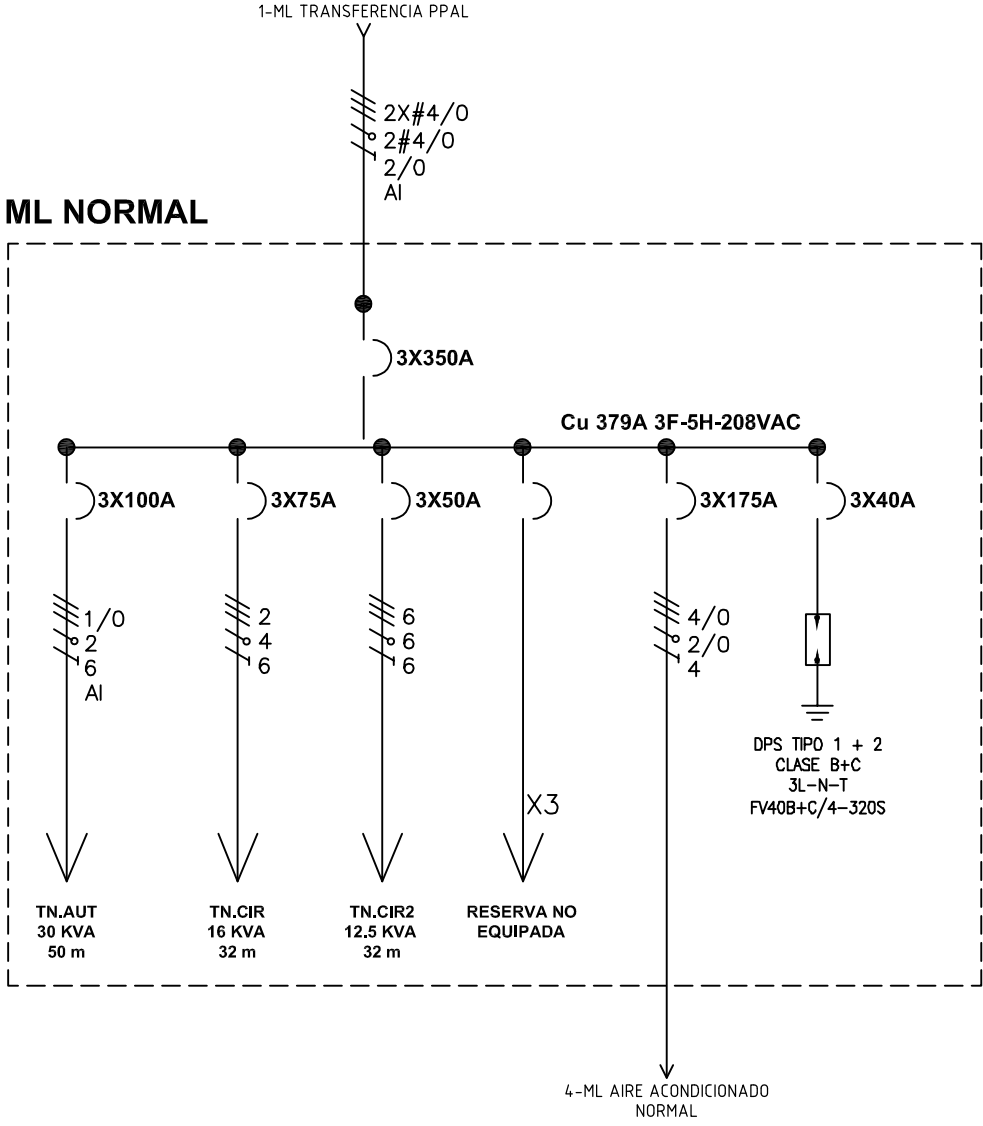 1-ML TRANSFERENCIA PPAL
2X#4/0
2#4/0
2/0
Al
ML NORMAL
3X350A
Cu 379A 3F-5H-208VAC
3X100A
3X75A
3X50A
3X175A
3X40A
1/0
2
6
Al
2
4
6
6
6
6
4/0
2/0
4
DPS TIPO 1 + 2
CLASE B+C
3L-N-T
FV40B+C/4-320S
X3
TN.AUT
30 KVA
50 m
TN.CIR
16 KVA
32 m
TN.CIR2
12.5 KVA
32 m
RESERVA NO
EQUIPADA
4-ML AIRE ACONDICIONADO
NORMAL